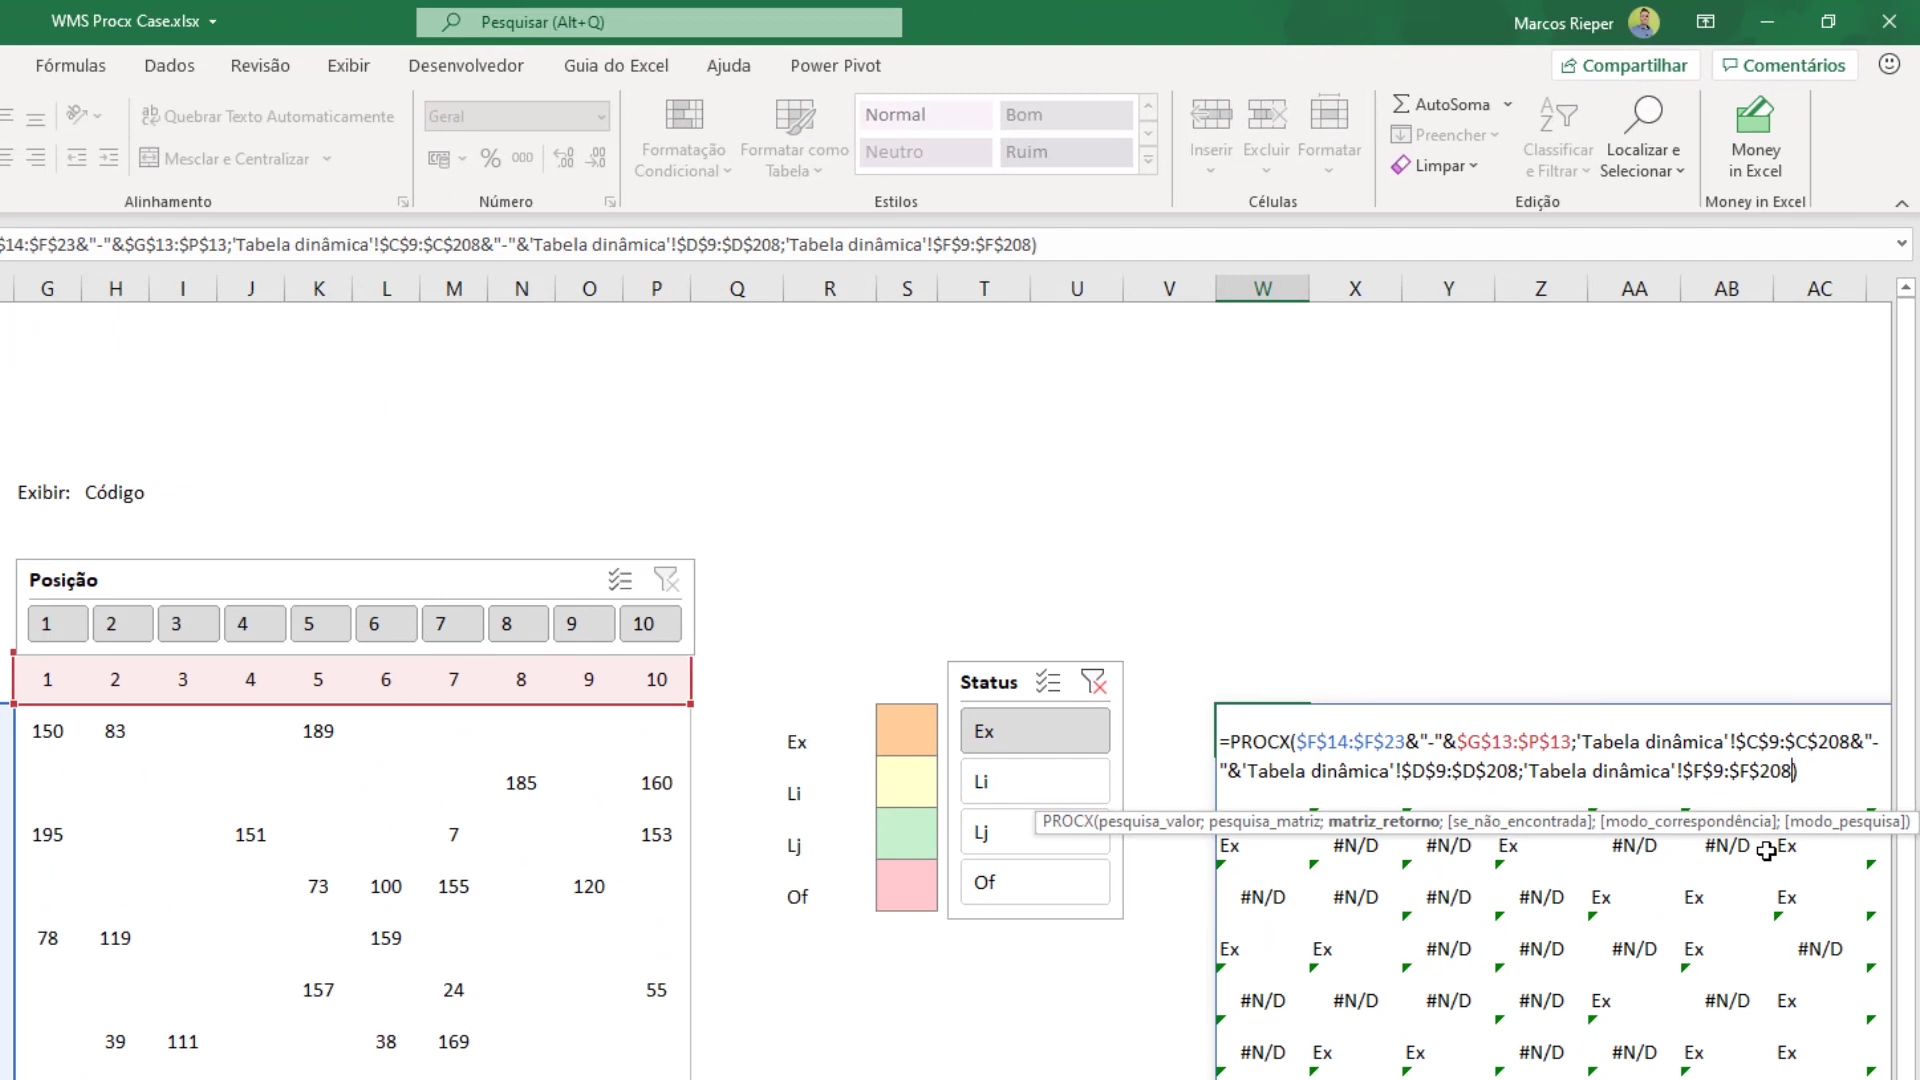 WMS Procx Case.xlsx
Pesquisar (Alt+Q)
Marcos Rieper
Fórmulas Dados Revisão Exibir Desenvolvedor Guia do Excel Ajuda Power Pivot
Compartilhar Comentários
Quebrar Texto Automaticamente
Mesclar e Centralizar
Alinhamento
Geral
% 000
Número
Formatação Condicional
Formatar como Tabela
Normal Bom
Neutro Ruim
Estilos
Inserir Excluir Formatar
Células
AutoSoma
Preencher
Limpar
Classificar e Filtrar
Localizar e Selecionar
Edição
Money in Excel
Money in Excel
$14:$F$23&"-"&$G$13:$P$13;'Tabela dinâmica'!$C$9:$C$208&"-"&'Tabela dinâmica'!$D$9:$D$208;'Tabela dinâmica'!$F$9:$F$208)
G H I J K L M N O P Q R S T U V W X Y Z AA AB AC
Exibir: Código
Posição
1 2 3 4 5 6 7 8 9 10
1 2 3 4 5 6 7 8 9 10
150 83 189
185 160
195 151 7 153
73 100 155 120
78 119 159
157 24 55
39 111 38 169
Ex
Li
Lj
Of
Status
Ex
Li
Lj
Of
=PROCX($F$14:$F$23&"-"&$G$13:$P$13;'Tabela dinâmica'!$C$9:$C$208&"-
"&'Tabela dinâmica'!$D$9:$D$208;'Tabela dinâmica'!$F$9:$F$208)
PROCX(pesquisa_valor; pesquisa_matriz; matriz_retorno; [se_não_encontrada]; [modo_correspondência]; [modo_pesquisa])
Ex #N/D #N/D Ex #N/D #N/D Ex
#N/D #N/D #N/D #N/D Ex Ex Ex
Ex Ex #N/D #N/D #N/D Ex #N/D
#N/D #N/D #N/D #N/D Ex #N/D Ex
#N/D Ex Ex #N/D #N/D Ex Ex